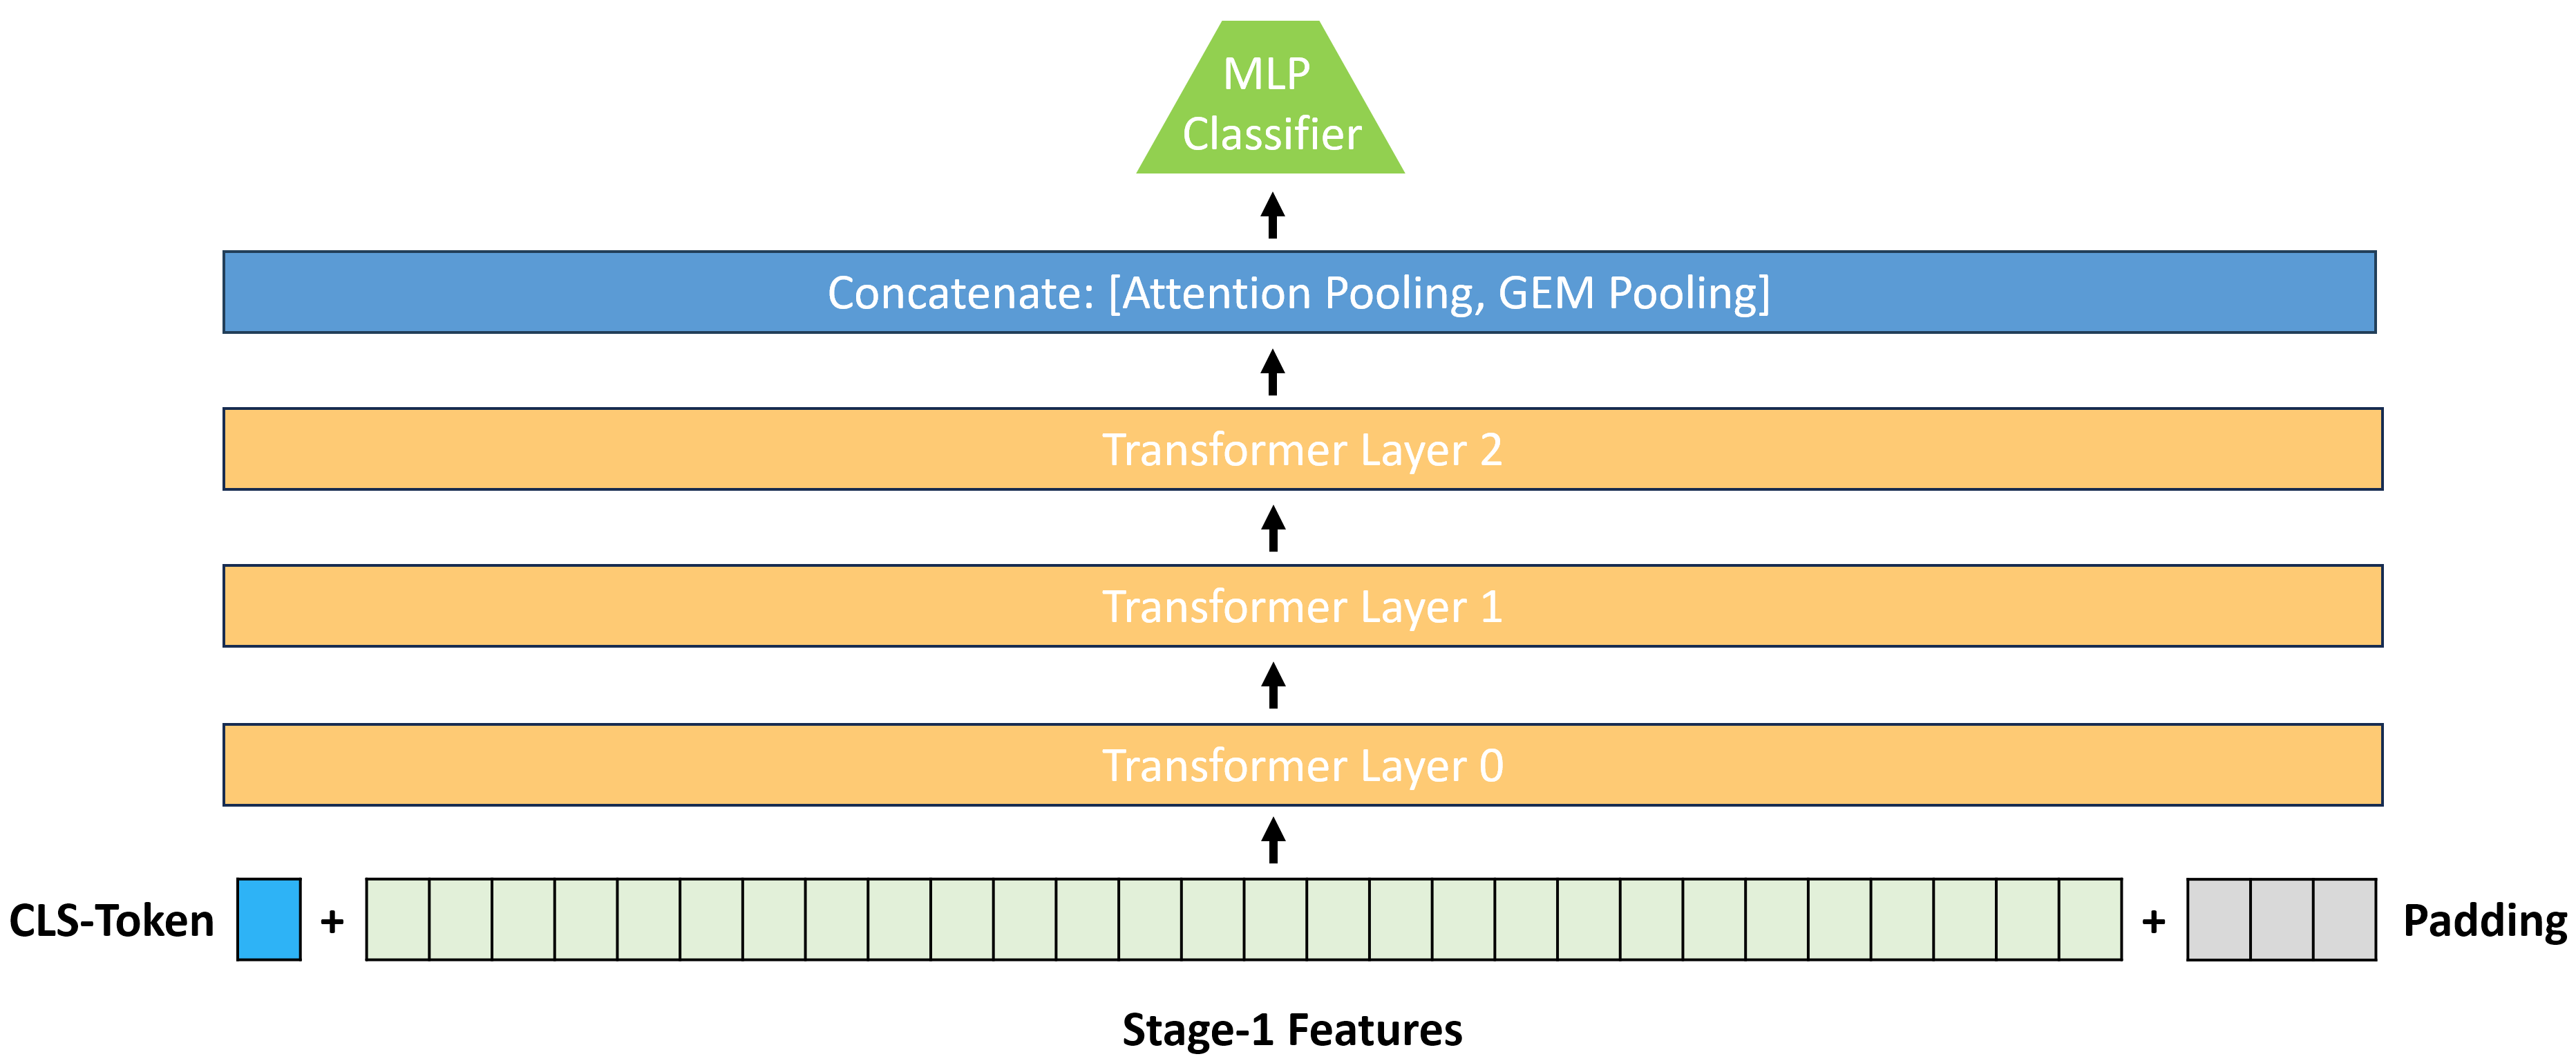 MLP
Classifier
Concatenate: [Attention Pooling, GEM Pooling]
Transformer Layer 2
Transformer Layer 1
Transformer Layer 0
CLS-Token + + Padding
Stage-1 Features